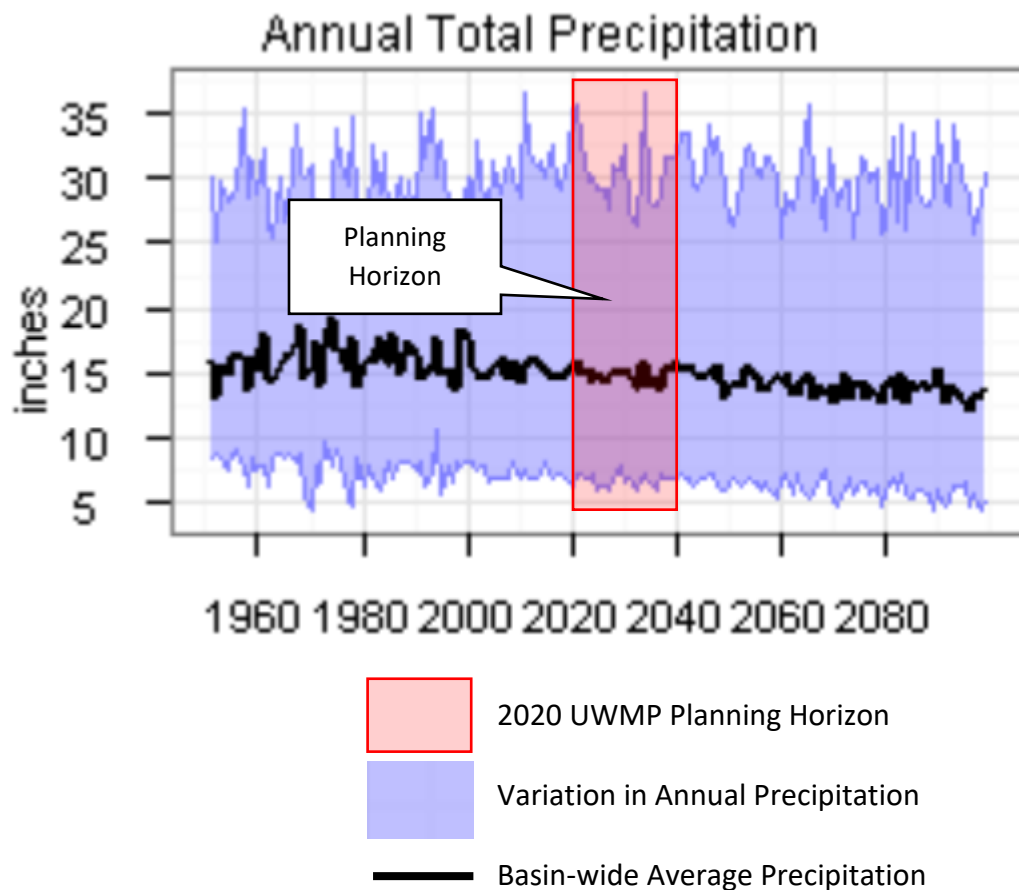 Annual Total Precipitation
35
30
25
20
15
10
5
inches
Planning
Horizon
1960 1980 2000 2020 2040 2060 2080
2020 UWMP Planning Horizon
Variation in Annual Precipitation
Basin-wide Average Precipitation